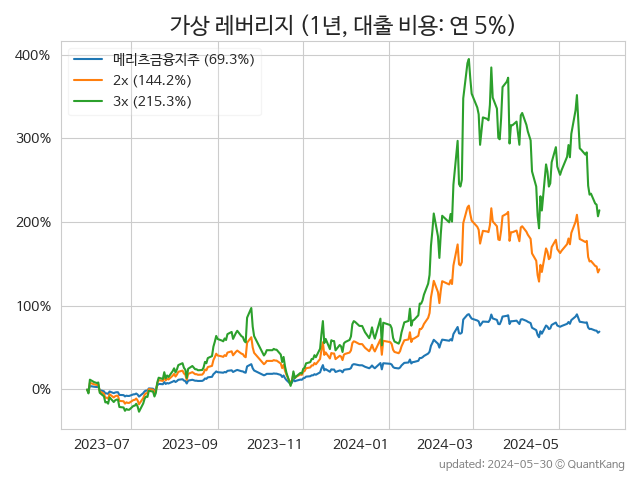 가상 레버리지 (1년, 대출 비용: 연 5%)
400%
300%
200%
100%
0%
메리츠금융지주 (69.3%)
2x (144.2%)
3x (215.3%)
2023-07
2023-09
2023-11
2024-01
2024-03
2024-05
updated: 2024-05-30 © QuantKang